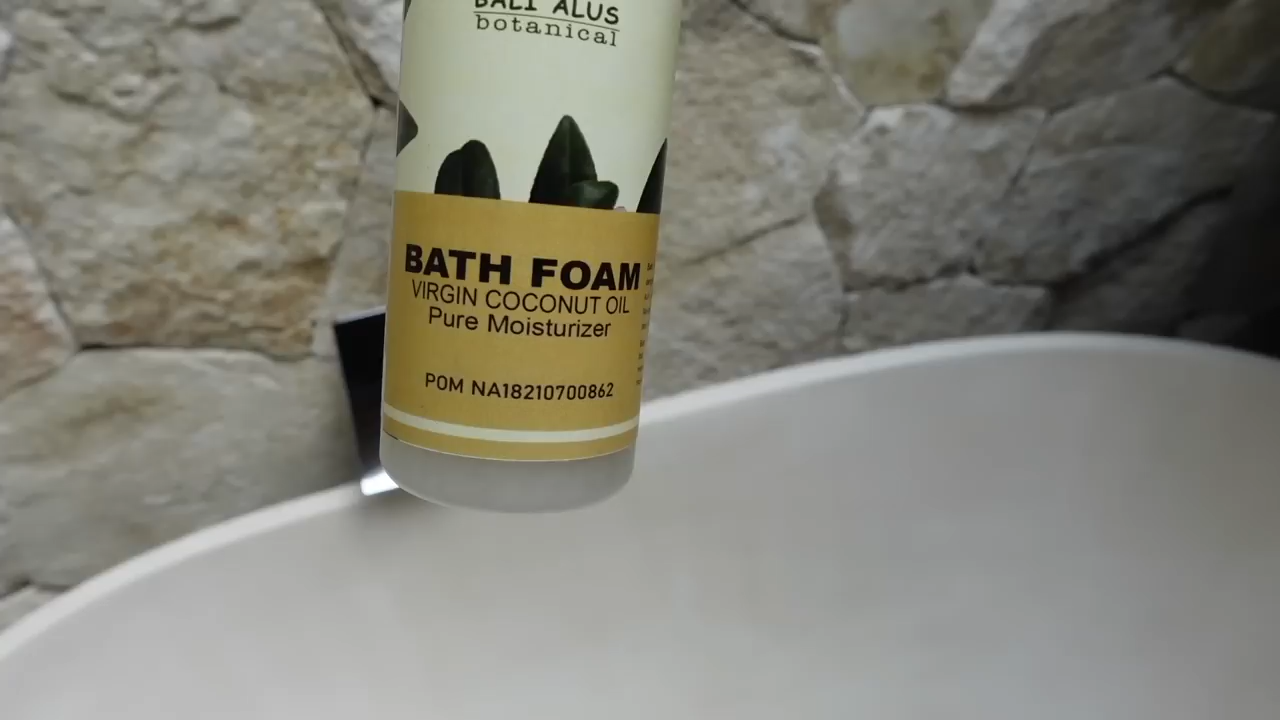 BALI ALUS
botanical
BATH FOAM
VIRGIN COCONUT OIL
Pure Moisturizer
POM NA18210700862